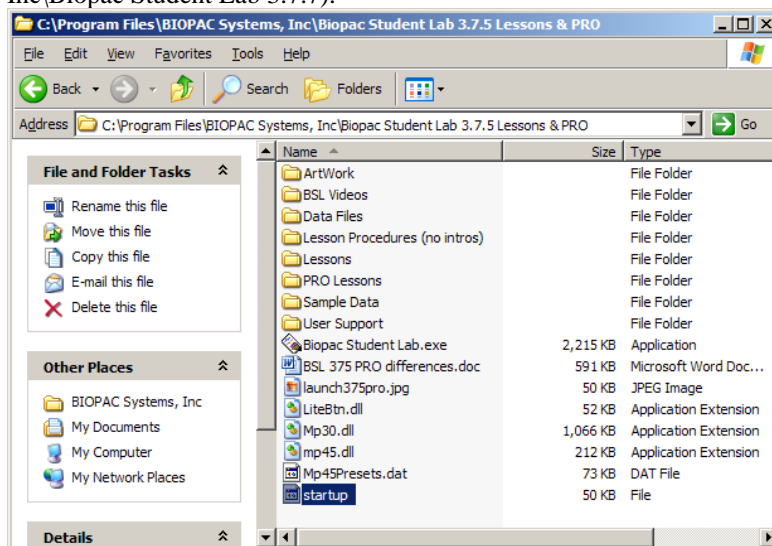 Inc\Biopac Student Lab 3.7.7).
C:\Program Files\BIOPAC Systems, Inc\Biopac Student Lab 3.7.5 Lessons & PRO
File Edit View Favorites Tools Help
Back Search Folders
Address C:\Program Files\BIOPAC Systems, Inc\Biopac Student Lab 3.7.5 Lessons & PRO Go
File and Folder Tasks
Rename this file
Move this file
Copy this file
E-mail this file
Delete this file
Other Places
BIOPAC Systems, Inc
My Documents
My Computer
My Network Places
Details
Name Size Type
ArtWork File Folder
BSL Videos File Folder
Data Files File Folder
Lesson Procedures (no intros) File Folder
Lessons File Folder
PRO Lessons File Folder
Sample Data File Folder
User Support File Folder
Biopac Student Lab.exe 2,215 KB Application
BSL 375 PRO differences.doc 591 KB Microsoft Word Doc...
launch375pro.jpg 50 KB JPEG Image
LiteBtn.dll 52 KB Application Extension
Mp30.dll 1,066 KB Application Extension
mp45.dll 212 KB Application Extension
Mp45Presets.dat 73 KB DAT File
startup 50 KB File